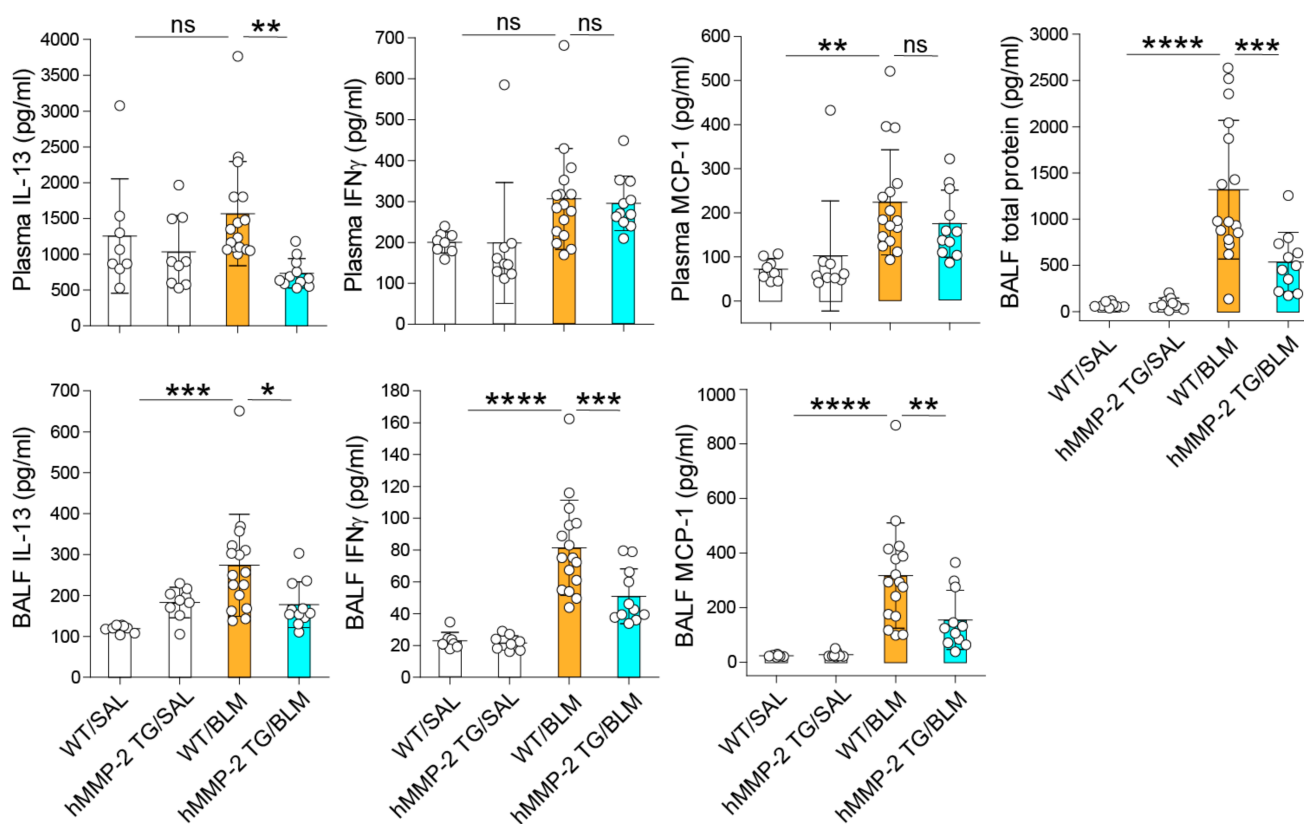 ns
**
Plasma IL-13 (pg/ml)
4000
3500
3000
2500
2000
1500
1000
500
0
ns
ns
Plasma IFNγ (pg/ml)
700
600
500
400
300
200
100
0
**
ns
Plasma MCP-1 (pg/ml)
600
500
400
300
200
100
0
****
***
BALF total protein (pg/ml)
3000
2500
2000
1500
1000
500
0
WT/SAL
hMMP-2 TG/SAL
WT/BLM
hMMP-2 TG/BLM
***
*
BALF IL-13 (pg/ml)
700
600
500
400
300
200
100
0
WT/SAL
hMMP-2 TG/SAL
WT/BLM
hMMP-2 TG/BLM
****
***
BALF IFNγ (pg/ml)
180
160
140
120
100
80
60
40
20
0
WT/SAL
hMMP-2 TG/SAL
WT/BLM
hMMP-2 TG/BLM
****
**
BALF MCP-1 (pg/ml)
1000
800
600
400
200
0
WT/SAL
hMMP-2 TG/SAL
WT/BLM
hMMP-2 TG/BLM